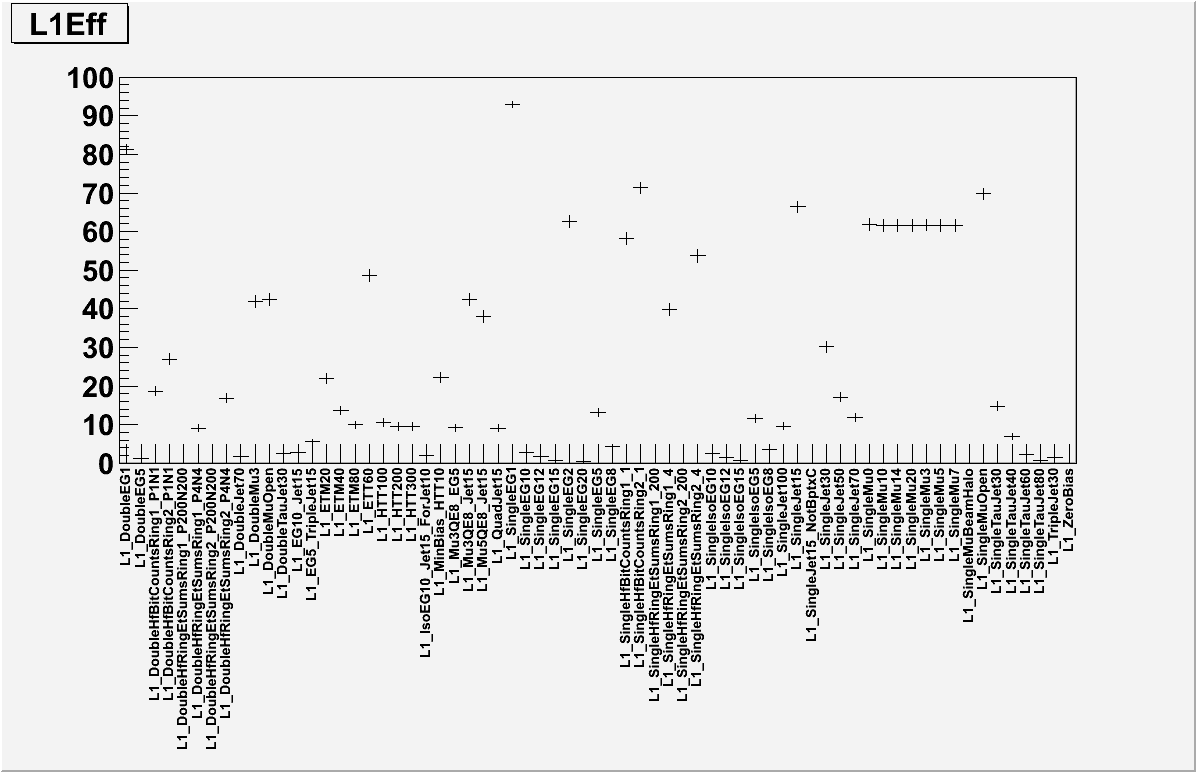 L1Eff
100
90
80
70
60
50
40
30
20
10
0
L1_DoubleEG1
L1_DoubleEG5
L1_DoubleHfBitCountsRing1_P1N1
L1_DoubleHfBitCountsRing2_P1N1
L1_DoubleHfRingEtSumsRing1_P200N200
L1_DoubleHfRingEtSumsRing1_P4N4
L1_DoubleHfRingEtSumsRing2_P200N200
L1_DoubleHfRingEtSumsRing2_P4N4
L1_DoubleJet70
L1_DoubleMu3
L1_DoubleMuOpen
L1_DoubleTauJet30
L1_EG10_Jet15
L1_EG5_TripleJet15
L1_ETM20
L1_ETM40
L1_ETM80
L1_ETT60
L1_HTT100
L1_HTT200
L1_HTT300
L1_IsoEG10_Jet15_ForJet10
L1_MinBias_HTT10
L1_Mu3QE8_EG5
L1_Mu3QE8_Jet15
L1_Mu5QE8_Jet15
L1_QuadJet15
L1_SingleEG1
L1_SingleEG10
L1_SingleEG12
L1_SingleEG15
L1_SingleEG2
L1_SingleEG20
L1_SingleEG5
L1_SingleEG8
L1_SingleHfBitCountsRing1_1
L1_SingleHfBitCountsRing2_1
L1_SingleHfRingEtSumsRing1_200
L1_SingleHfRingEtSumsRing1_4
L1_SingleHfRingEtSumsRing2_200
L1_SingleHfRingEtSumsRing2_4
L1_SingleIsoEG10
L1_SingleIsoEG12
L1_SingleIsoEG15
L1_SingleIsoEG5
L1_SingleIsoEG8
L1_SingleJet100
L1_SingleJet15
L1_SingleJet15_NotBptxC
L1_SingleJet30
L1_SingleJet50
L1_SingleJet70
L1_SingleMu0
L1_SingleMu10
L1_SingleMu14
L1_SingleMu20
L1_SingleMu3
L1_SingleMu5
L1_SingleMu7
L1_SingleMuBeamHalo
L1_SingleMuOpen
L1_SingleTauJet30
L1_SingleTauJet40
L1_SingleTauJet60
L1_SingleTauJet80
L1_TripleJet30
L1_ZeroBias